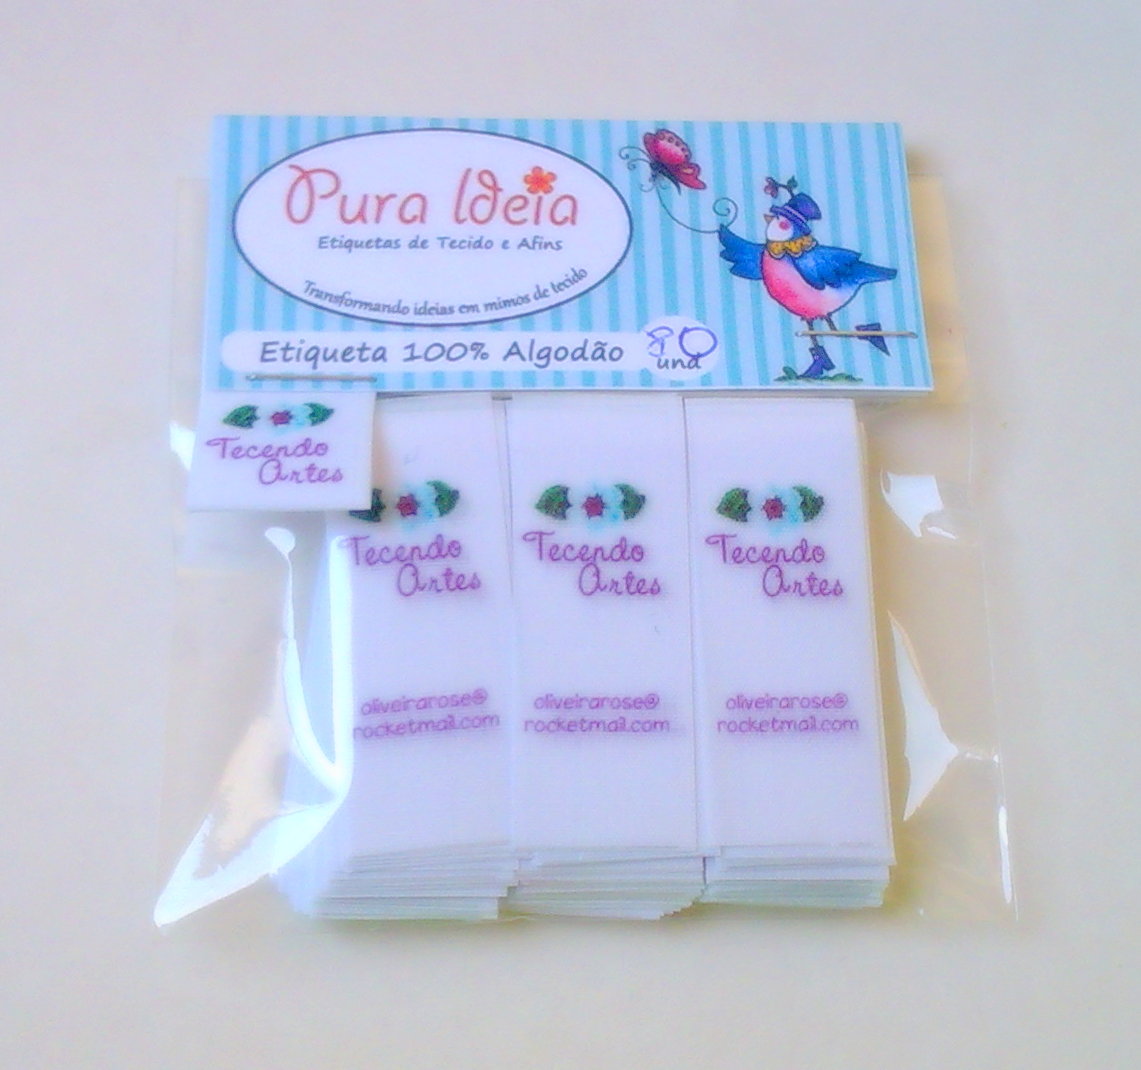 Pura Ideia
Etiquetas de Tecido e Afins
Transformando ideias em mimos de tecido
Etiqueta 100% Algodão
80
und
Tecendo
Artes
Tecendo
Artes
oliveirarose@
rocketmail.com
Tecendo
Artes
oliveirarose@
rocketmail.com
Tecendo
Artes
oliveirarose@
rocketmail.com